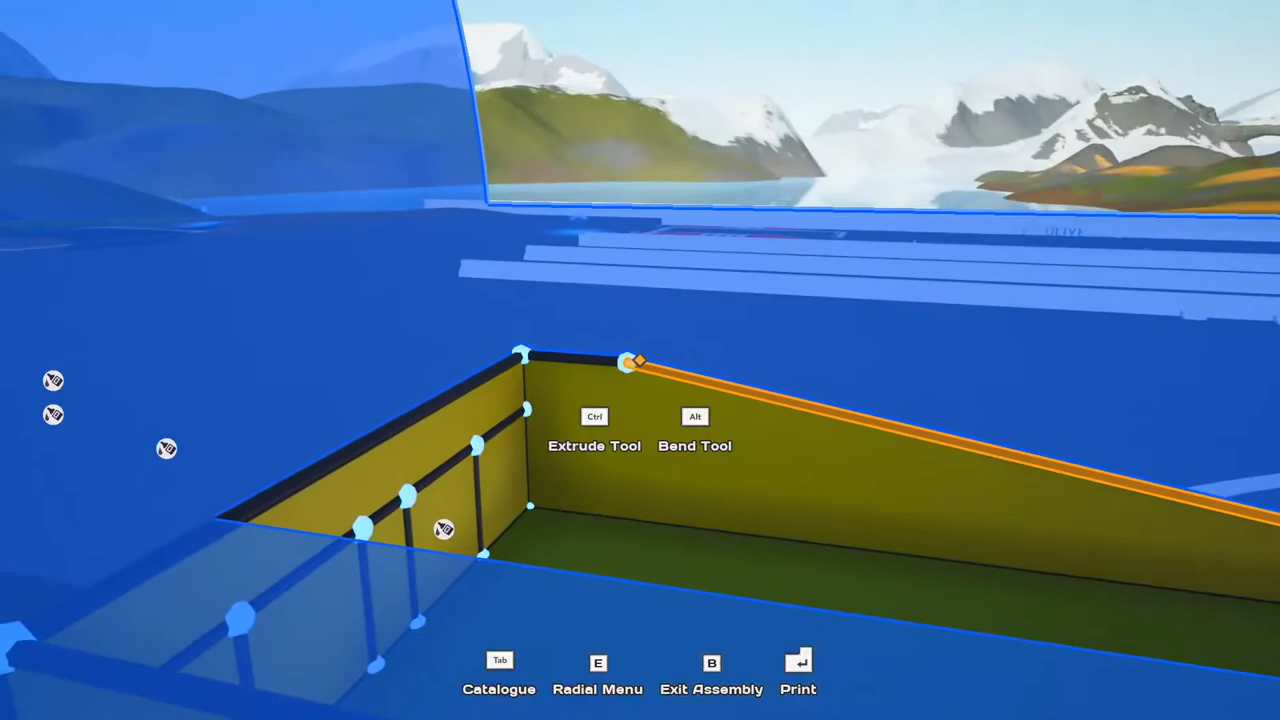 Ctrl Alt
Extrude Tool Bend Tool
Tab E B
Catalogue Radial Menu Exit Assembly Print